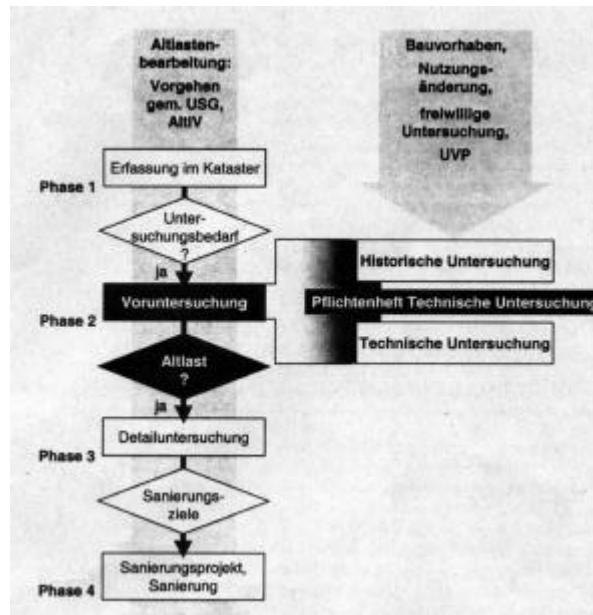 Altlasten-
bearbeitung:
Vorgehen
gem. USG,
AltlV
Bauvorhaben,
Nutzungs-
änderung,
freiwillige
Untersuchung,
UVP
Phase 1
Erfassung im Kataster
Unter-
suchungsbedarf
?
ja
Historische Untersuchung
Phase 2
Voruntersuchung
Pflichtenheft Technische Untersuchung
Technische Untersuchung
Altlast
?
ja
Phase 3
Detailuntersuchung
Sanierungs-
ziele
Phase 4
Sanierungsprojekt,
Sanierung